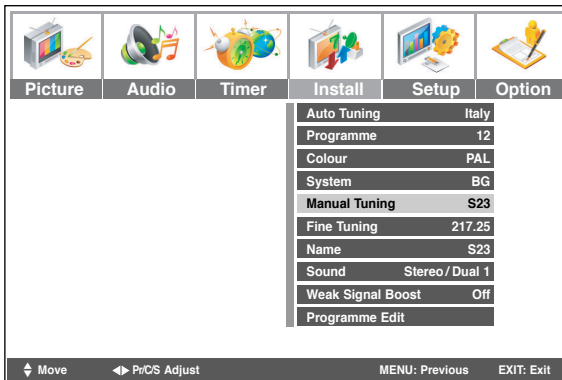 Picture Audio Timer Install Setup Option
Auto Tuning Italy
Programme 12
Colour PAL
System BG
Manual Tuning S23
Fine Tuning 217.25
Name S23
Sound Stereo / Dual 1
Weak Signal Boost Off
Programme Edit
Move Pr/C/S Adjust MENU: Previous EXIT: Exit